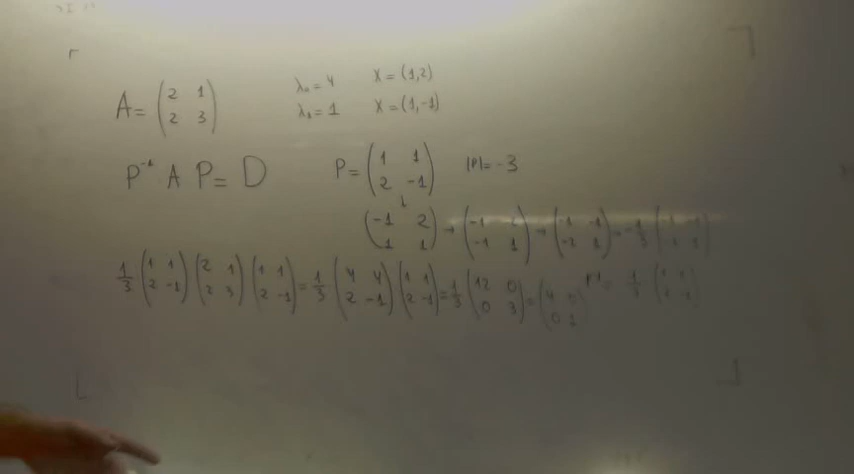 A = (2 1; 2 3) λ₁ = 4 X = (1,2)
λ₂ = 1 X = (1,-1)
P⁻¹ A P = D P = (1 1; 2 -1) |P| = -3
(-1 2; 1 1) → → →
1/3 (1 1; 2 -1) (2 1; 2 3) (1 1; 2 -1) = 1/3 (4 4; 2 -1) (1 1; 2 -1) = 1/3 (12 0; 0 3) = (4 0; 0 1)